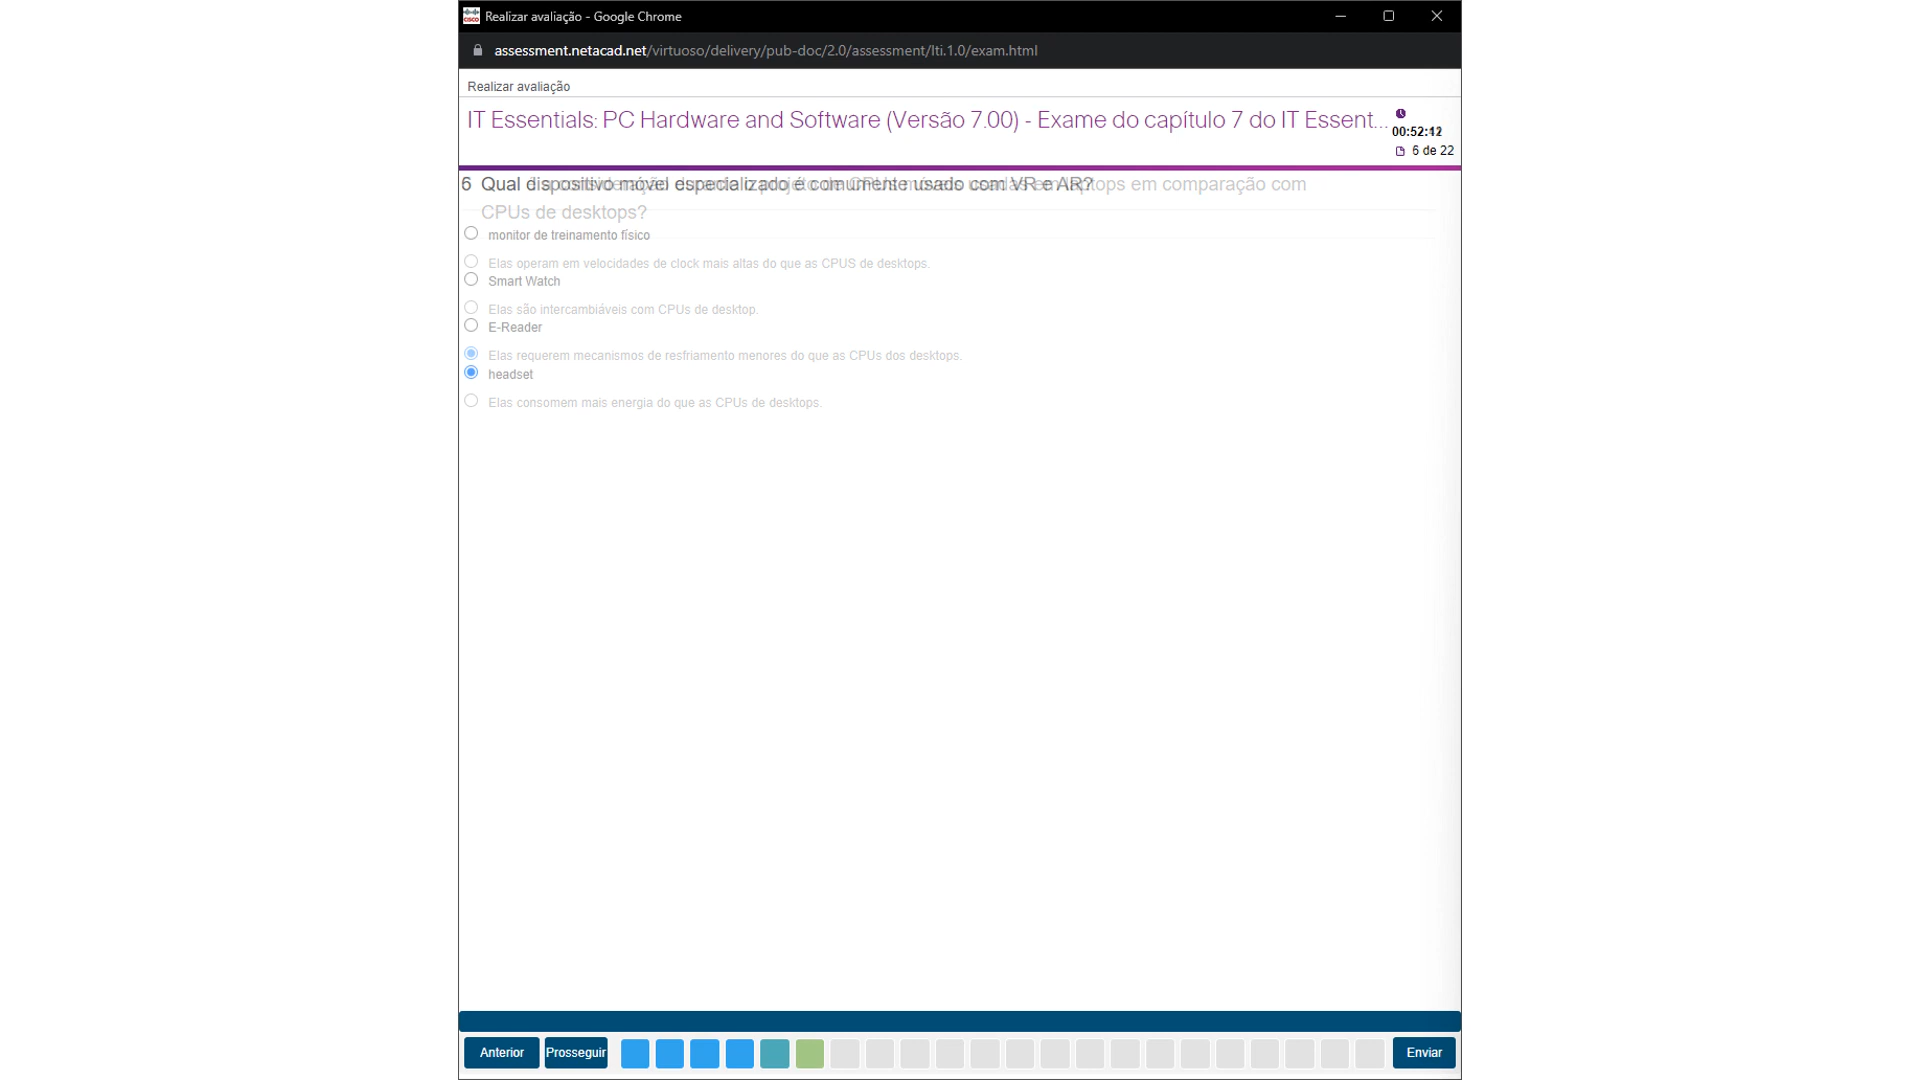 CISCO Realizar avaliação - Google Chrome
assessment.netacad.net/virtuoso/delivery/pub-doc/2.0/assessment/lti.1.0/exam.html
Realizar avaliação
IT Essentials: PC Hardware and Software (Versão 7.00) - Exame do capítulo 7 do IT Essent...
6 de 22
6 Qual dispositivo móvel especializado é comumente usado com VR e AR?
laptops em comparação com
CPUs de desktops?
monitor de treinamento físico
Elas operam em velocidades de clock mais altas do que as CPUS de desktops.
Smart Watch
Elas são intercambiáveis com CPUs de desktop.
E-Reader
Elas requerem mecanismos de resfriamento menores do que as CPUs dos desktops.
headset
Elas consomem mais energia do que as CPUs de desktops.
Anterior Prosseguir Enviar